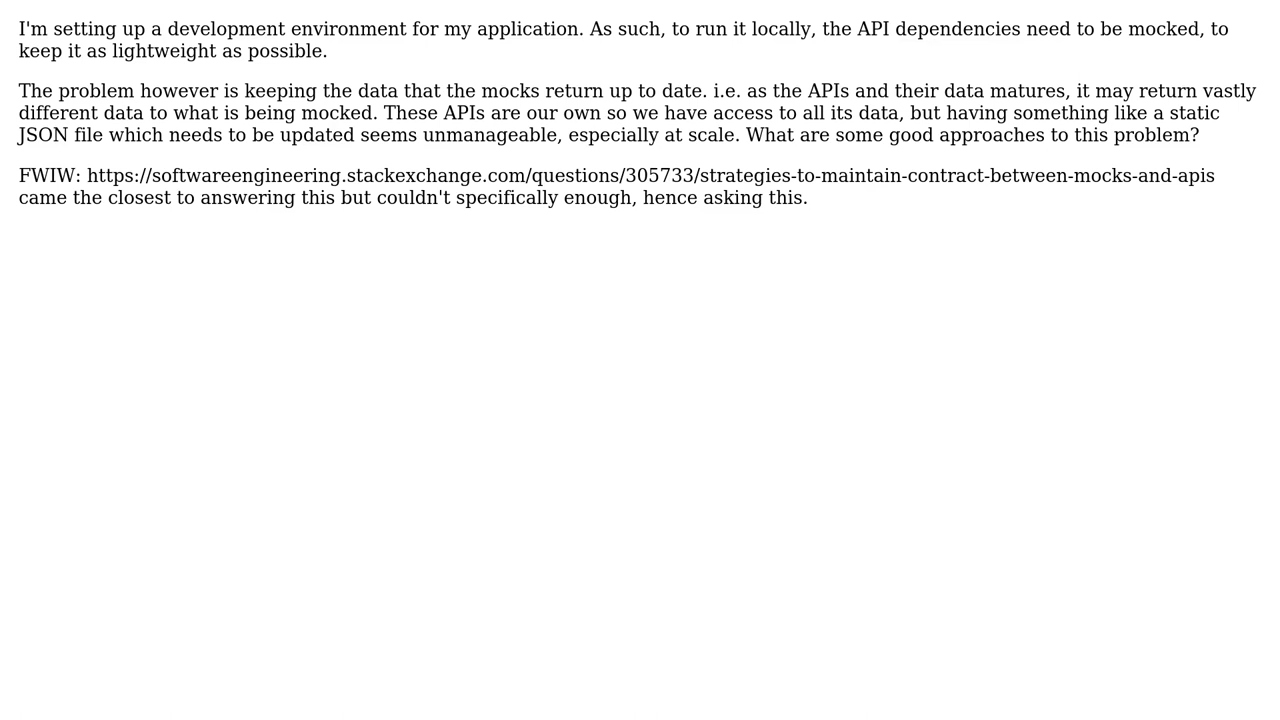 I'm setting up a development environment for my application. As such, to run it locally, the API dependencies need to be mocked, to
keep it as lightweight as possible.
The problem however is keeping the data that the mocks return up to date. i.e. as the APIs and their data matures, it may return vastly
different data to what is being mocked. These APIs are our own so we have access to all its data, but having something like a static
JSON file which needs to be updated seems unmanageable, especially at scale. What are some good approaches to this problem?
FWIW: https://softwareengineering.stackexchange.com/questions/305733/strategies-to-maintain-contract-between-mocks-and-apis
came the closest to answering this but couldn't specifically enough, hence asking this.